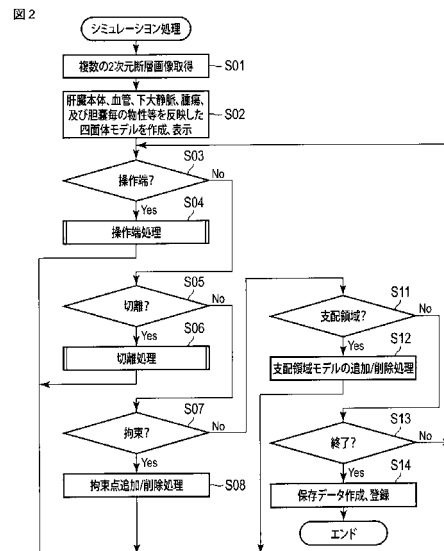 図2
シミュレーション処理
複数の2次元断層画像取得
S01
肝臓本体、血管、下大静脈、腫瘍、
及び胆嚢毎の物性等を反映した
四面体モデルを作成、表示
S02
S03
操作端?
No
Yes
S04
操作端処理
S05
切離?
No
Yes
S06
切離処理
S07
拘束?
No
Yes
拘束点追加/削除処理
S08
S11
支配領域?
No
Yes
S12
支配領域モデルの追加/削除処理
S13
終了?
No
Yes
S14
保存データ作成、登録
エンド